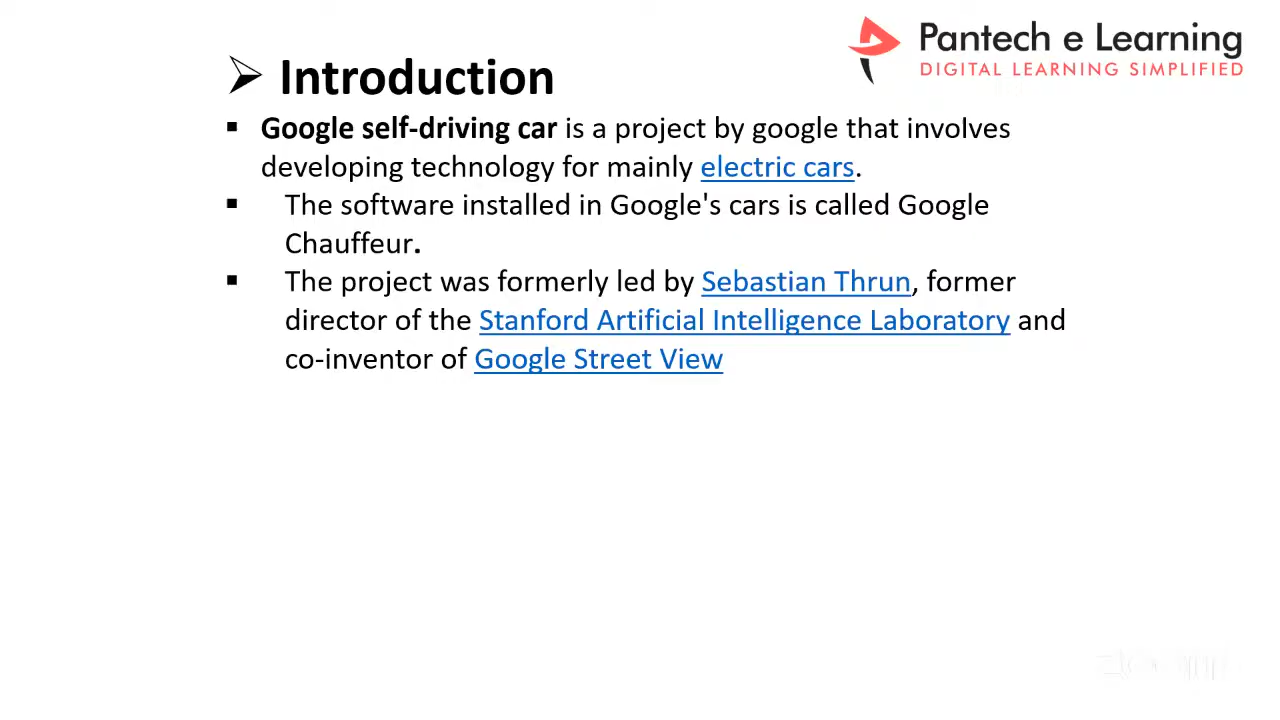 Pantech e Learning
DIGITAL LEARNING SIMPLIFIED
➢ Introduction
▪ Google self-driving car is a project by google that involves
developing technology for mainly electric cars.
▪ The software installed in Google's cars is called Google
Chauffeur.
▪ The project was formerly led by Sebastian Thrun, former
director of the Stanford Artificial Intelligence Laboratory and
co-inventor of Google Street View